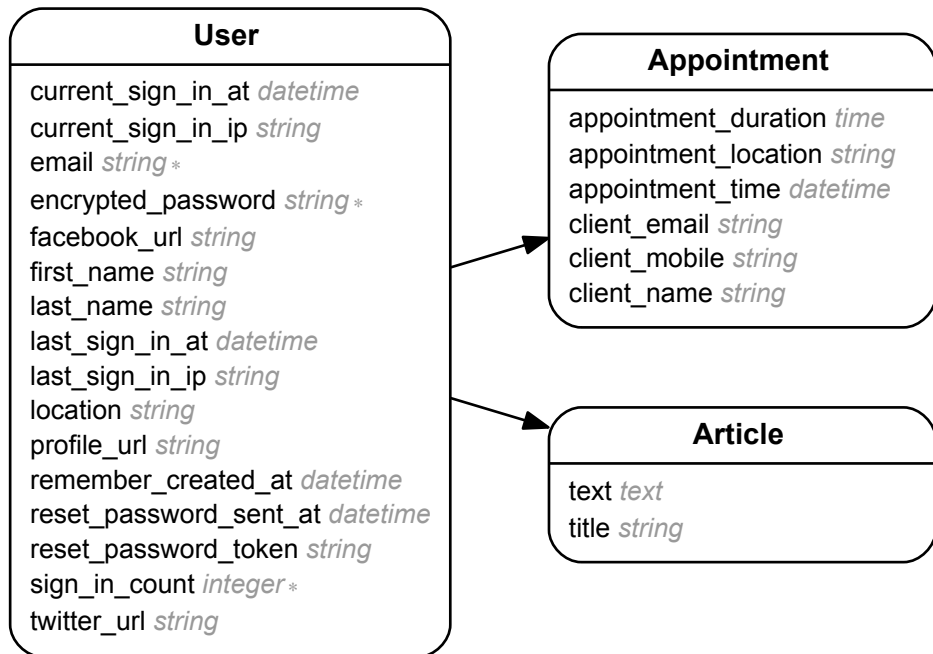 User
current_sign_in_at datetime
current_sign_in_ip string
email string *
encrypted_password string *
facebook_url string
first_name string
last_name string
last_sign_in_at datetime
last_sign_in_ip string
location string
profile_url string
remember_created_at datetime
reset_password_sent_at datetime
reset_password_token string
sign_in_count integer *
twitter_url string
Appointment
appointment_duration time
appointment_location string
appointment_time datetime
client_email string
client_mobile string
client_name string
Article
text text
title string